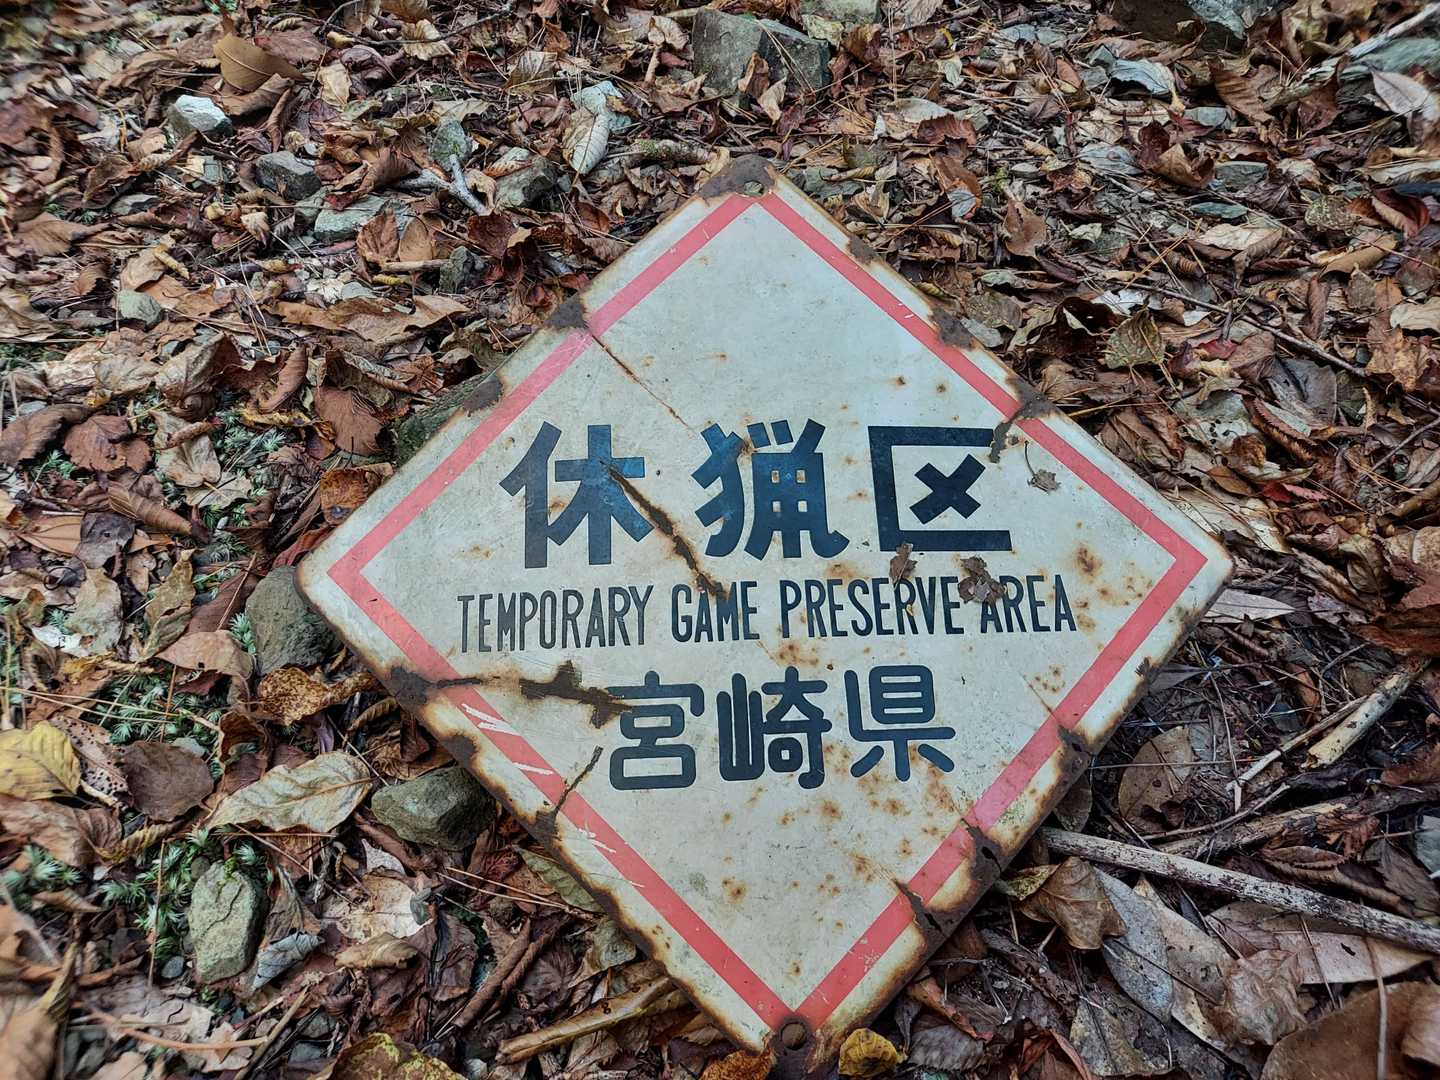 休猟区
TEMPORARY GAME PRESERVE AREA
宮崎県